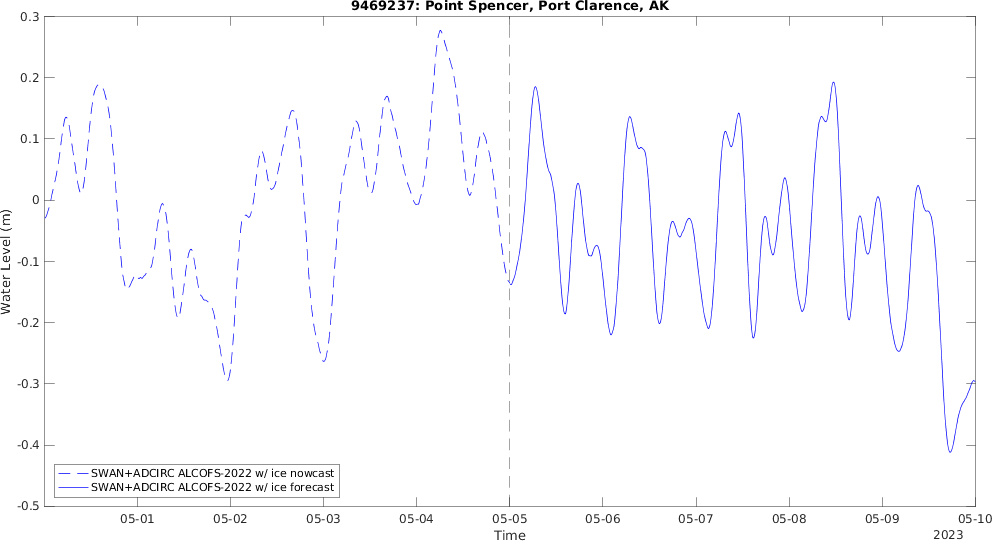 9469237: Point Spencer, Port Clarence, AK
0.3
0.2
0.1
0
-0.1
-0.2
-0.3
-0.4
-0.5
Water Level (m)
SWAN+ADCIRC ALCOFS-2022 w/ ice nowcast
SWAN+ADCIRC ALCOFS-2022 w/ ice forecast
05-01 05-02 05-03 05-04 05-05 05-06 05-07 05-08 05-09 05-10
Time
2023